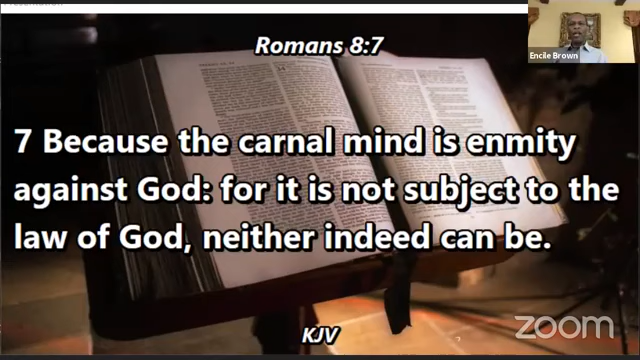 Presentation
Romans 8:7
Encile Brown
7 Because the carnal mind is enmity
against God: for it is not subject to the
law of God, neither indeed can be.
KJV
zoom